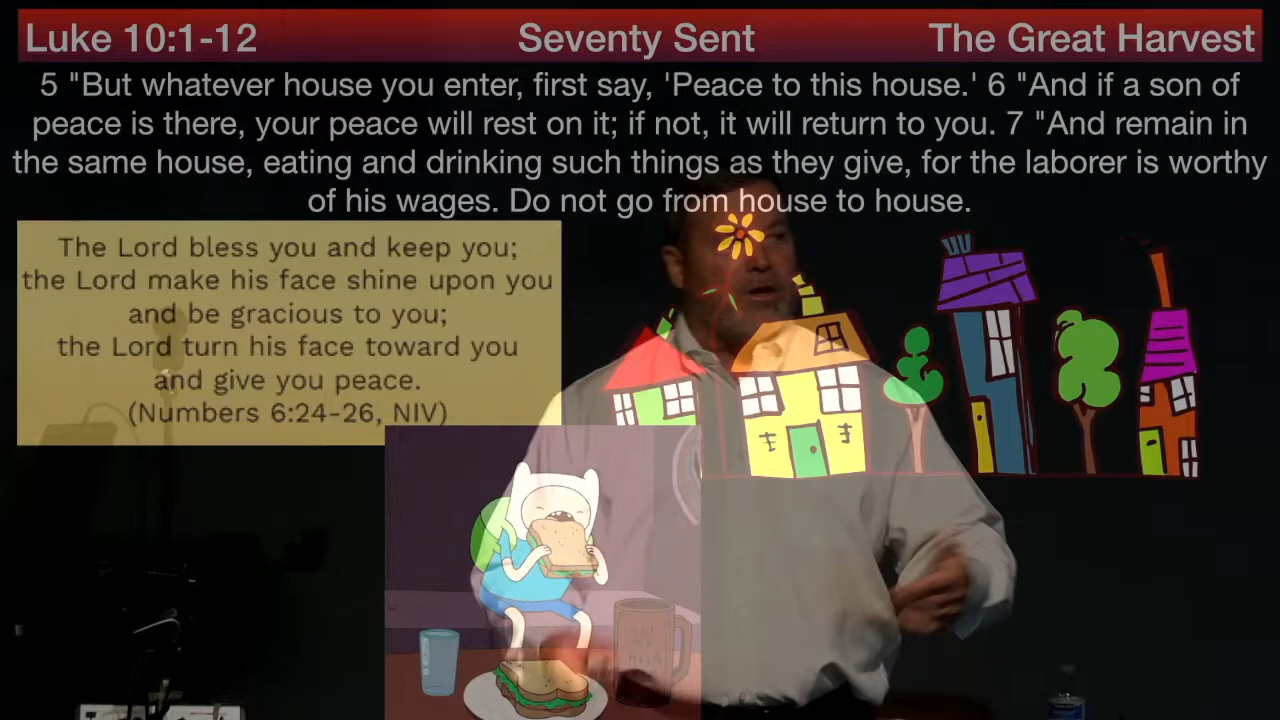 Luke 10:1-12 Seventy Sent The Great Harvest
5 "But whatever house you enter, first say, 'Peace to this house.' 6 "And if a son of
peace is there, your peace will rest on it; if not, it will return to you. 7 "And remain in
the same house, eating and drinking such things as they give, for the laborer is worthy
of his wages. Do not go from house to house.
The Lord bless you and keep you;
the Lord make his face shine upon you
and be gracious to you;
the Lord turn his face toward you
and give you peace.
(Numbers 6:24-26, NIV)